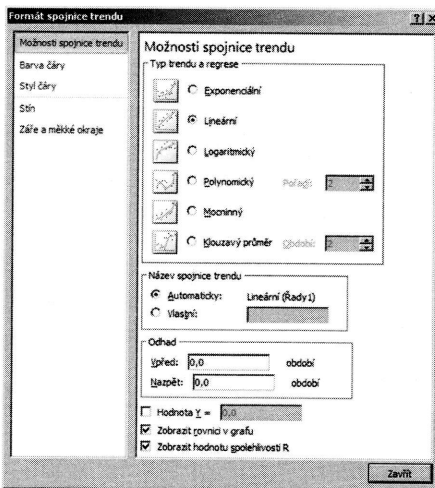 Formát spojnice trendu
Možnosti spojnice trendu
Barva čáry
Styl čáry
Stín
Záře a měkké okraje
Možnosti spojnice trendu
Typ trendu a regrese
Exponenciální
Lineární
Logaritmický
Polynomický Pořadí: 2
Mocninný
Klouzavý průměr Období: 2
Název spojnice trendu
Automaticky: Lineární (Řady1)
Vlastní:
Odhad
Vpřed: 0,0 období
Nazpět: 0,0 období
Hodnota Y = 0,0
Zobrazit rovnici v grafu
Zobrazit hodnotu spolehlivosti R
Zavřít